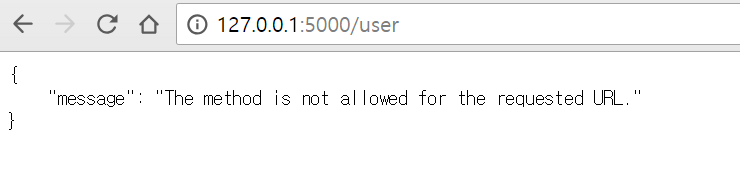 127.0.0.1:5000/user
{
"message": "The method is not allowed for the requested URL."
}